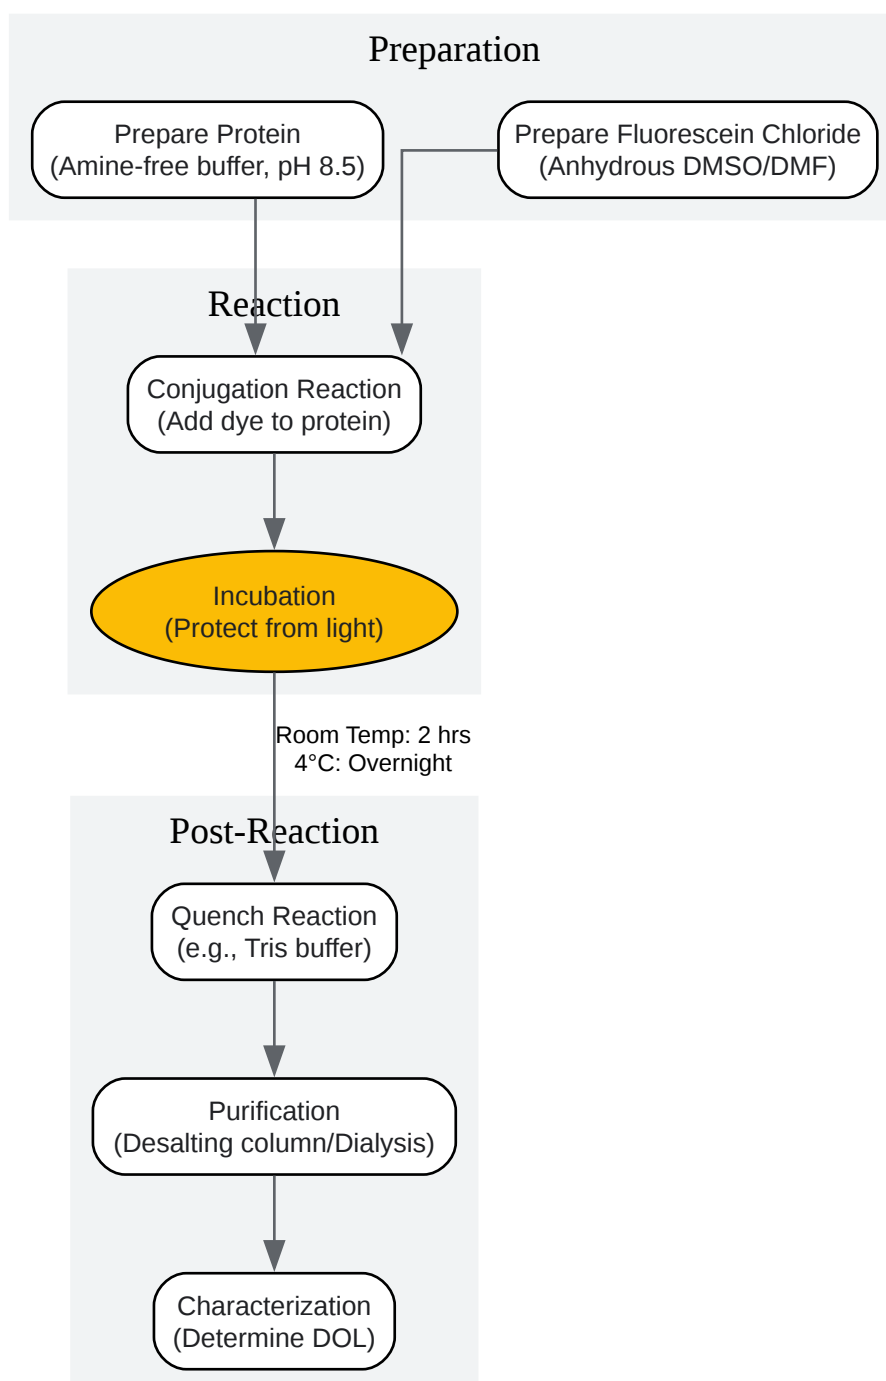 Preparation
Prepare Protein
(Amine-free buffer, pH 8.5)
Prepare Fluorescein Chloride
(Anhydrous DMSO/DMF)
Reaction
Conjugation Reaction
(Add dye to protein)
Incubation
(Protect from light)
Room Temp: 2 hrs
4°C: Overnight
Post-Reaction
Quench Reaction
(e.g., Tris buffer)
Purification
(Desalting column/Dialysis)
Characterization
(Determine DOL)